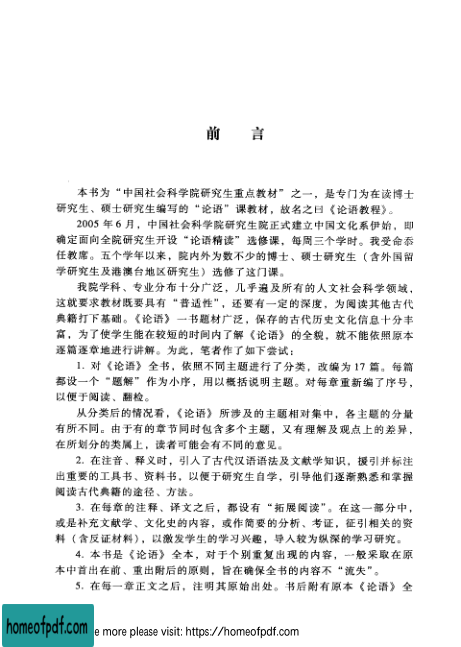 前 言
本书为“中国社会科学院研究生重点教材”之一，是专门为在读博士
研究生、硕士研究生编写的“论语”课教材，故名之曰《论语教程》。
2005 年 6 月，中国社会科学院研究生院正式建立中国文化系伊始，即
确定面向全院研究生开设“论语精读”选修课，每周三个学时。我受命忝
任教席。五个学年以来，院内外为数不少的博士、硕士研究生（含外国留
学研究生及港澳台地区研究生）选修了这门课。
我院学科、专业分布十分广泛，几乎遍及所有的人文社会科学领域，
这就要求教材既要具有“普适性”，还要有一定的深度，为阅读其他古代
典籍打下基础。《论语》一书题材广泛，保存的古代历史文化信息十分丰
富，为了使学生能在较短的时间内了解《论语》的全貌，就不能依照原本
逐篇逐章地进行讲解。为此，笔者作了如下尝试：
1. 对《论语》全书，依照不同主题进行了分类，改编为 17 篇。每篇
都设一个“题解”作为小序，用以概括说明主题。对每章重新编了序号，
以便于阅读、翻检。
从分类后的情况看，《论语》所涉及的主题相对集中，各主题的分量
有所不同。由于有的章节同时包含多个主题，又有理解及观点上的差异，
在所划分的类属上，读者可能会有不同的意见。
2. 在注音、释义时，引入了古代汉语语法及文献学知识，援引并标注
出重要的工具书、资料书，以便于研究生自学，引导他们逐渐熟悉和掌握
阅读古代典籍的途径、方法。
3. 在每章的注释、译文之后，都设有“拓展阅读”。在这一部分中，
或是补充文献学、文化史的内容，或作简要的分析、考证，征引相关的资
料（含反证材料），以激发学生的学习兴趣，导入较为纵深的学习研究。
4. 本书是《论语》全本，对于个别重复出现的内容，一般采取在原
本中首出在前、重出附后的原则，旨在确保全书的内容不“流失”。
5. 在每一章正文之后，注明其原始出处。书后附有原本《论语》全
homeofpdf.com
e more please visit: https://homeofpdf.com